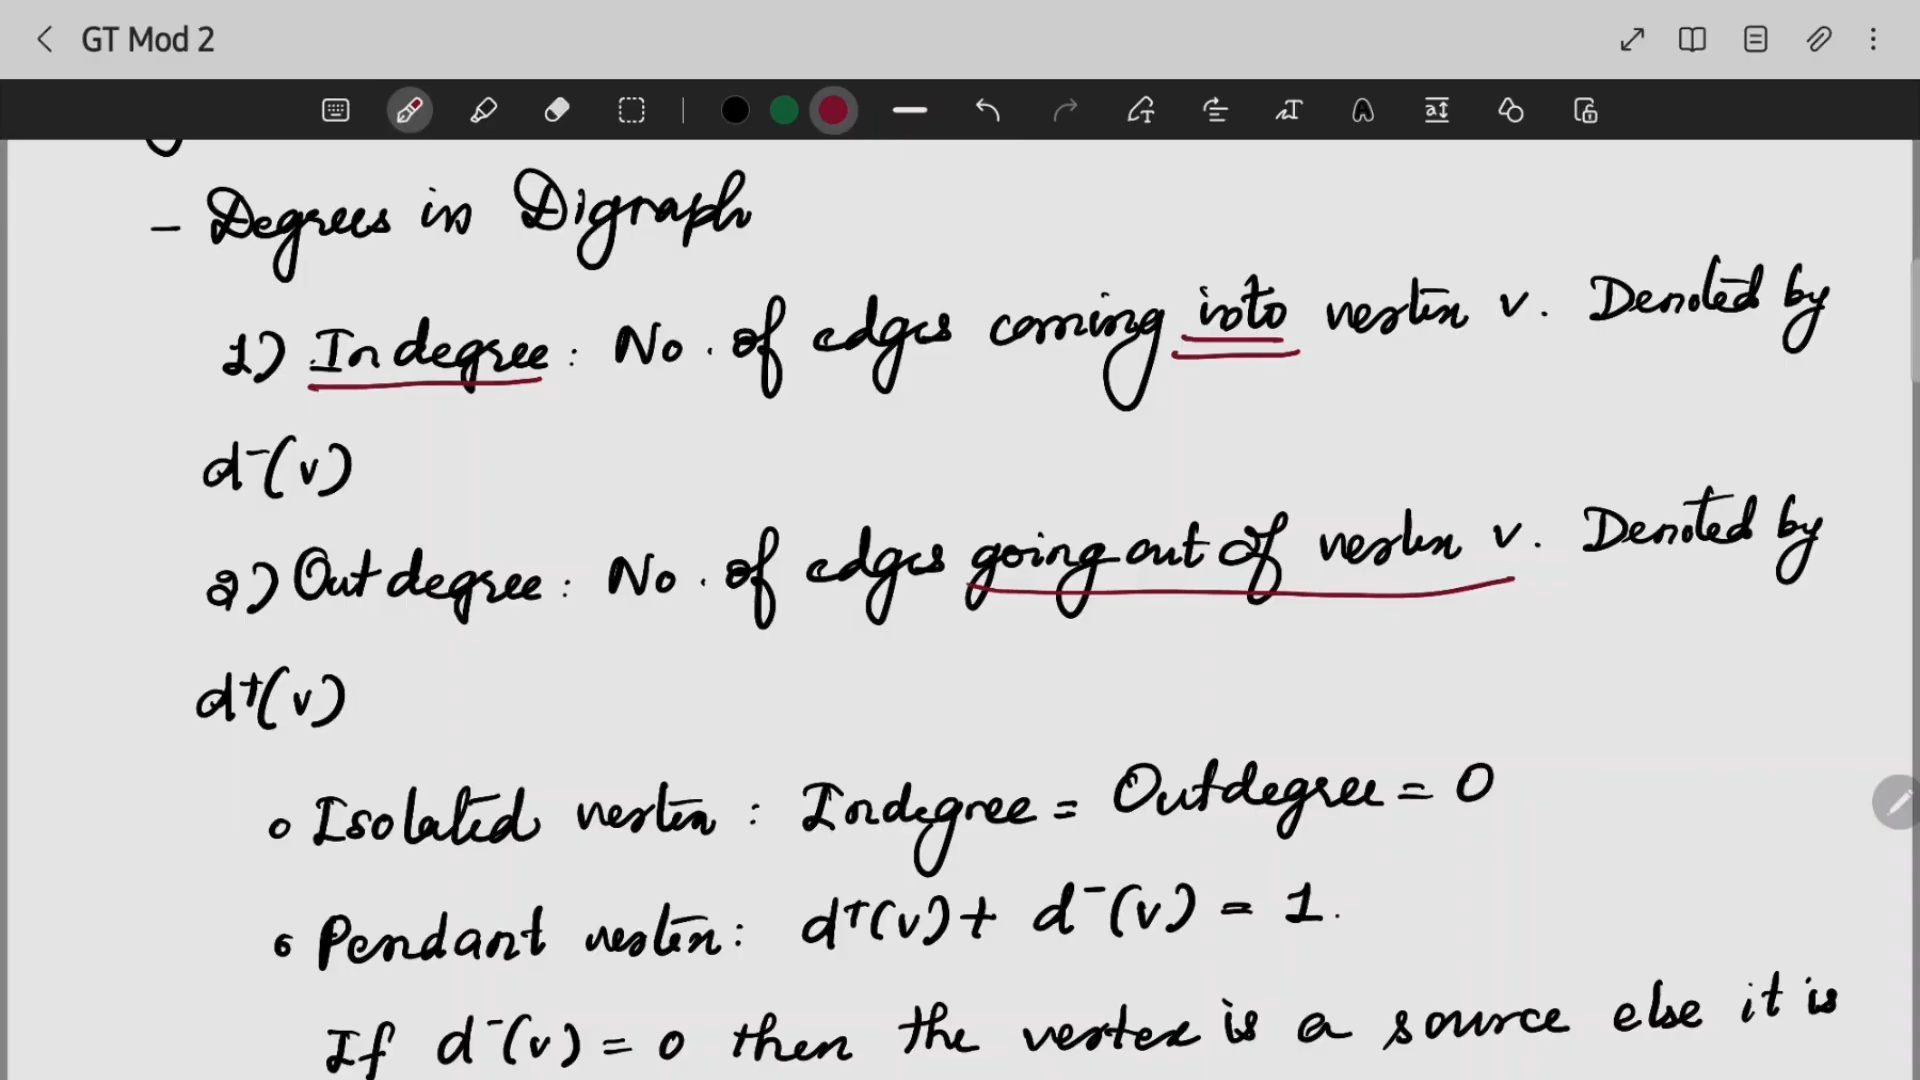 GT Mod 2
- Degrees in Digraph
1) Indegree : No. of edges coming into vertex v. Denoted by
d⁻(v)
2) Outdegree : No. of edges going out of vertex v. Denoted by
d⁺(v)
o Isolated vertex : Indegree = Outdegree = 0
o Pendant vertex : d⁺(v) + d⁻(v) = 1.
If d⁻(v) = 0 then the vertex is a source else it is